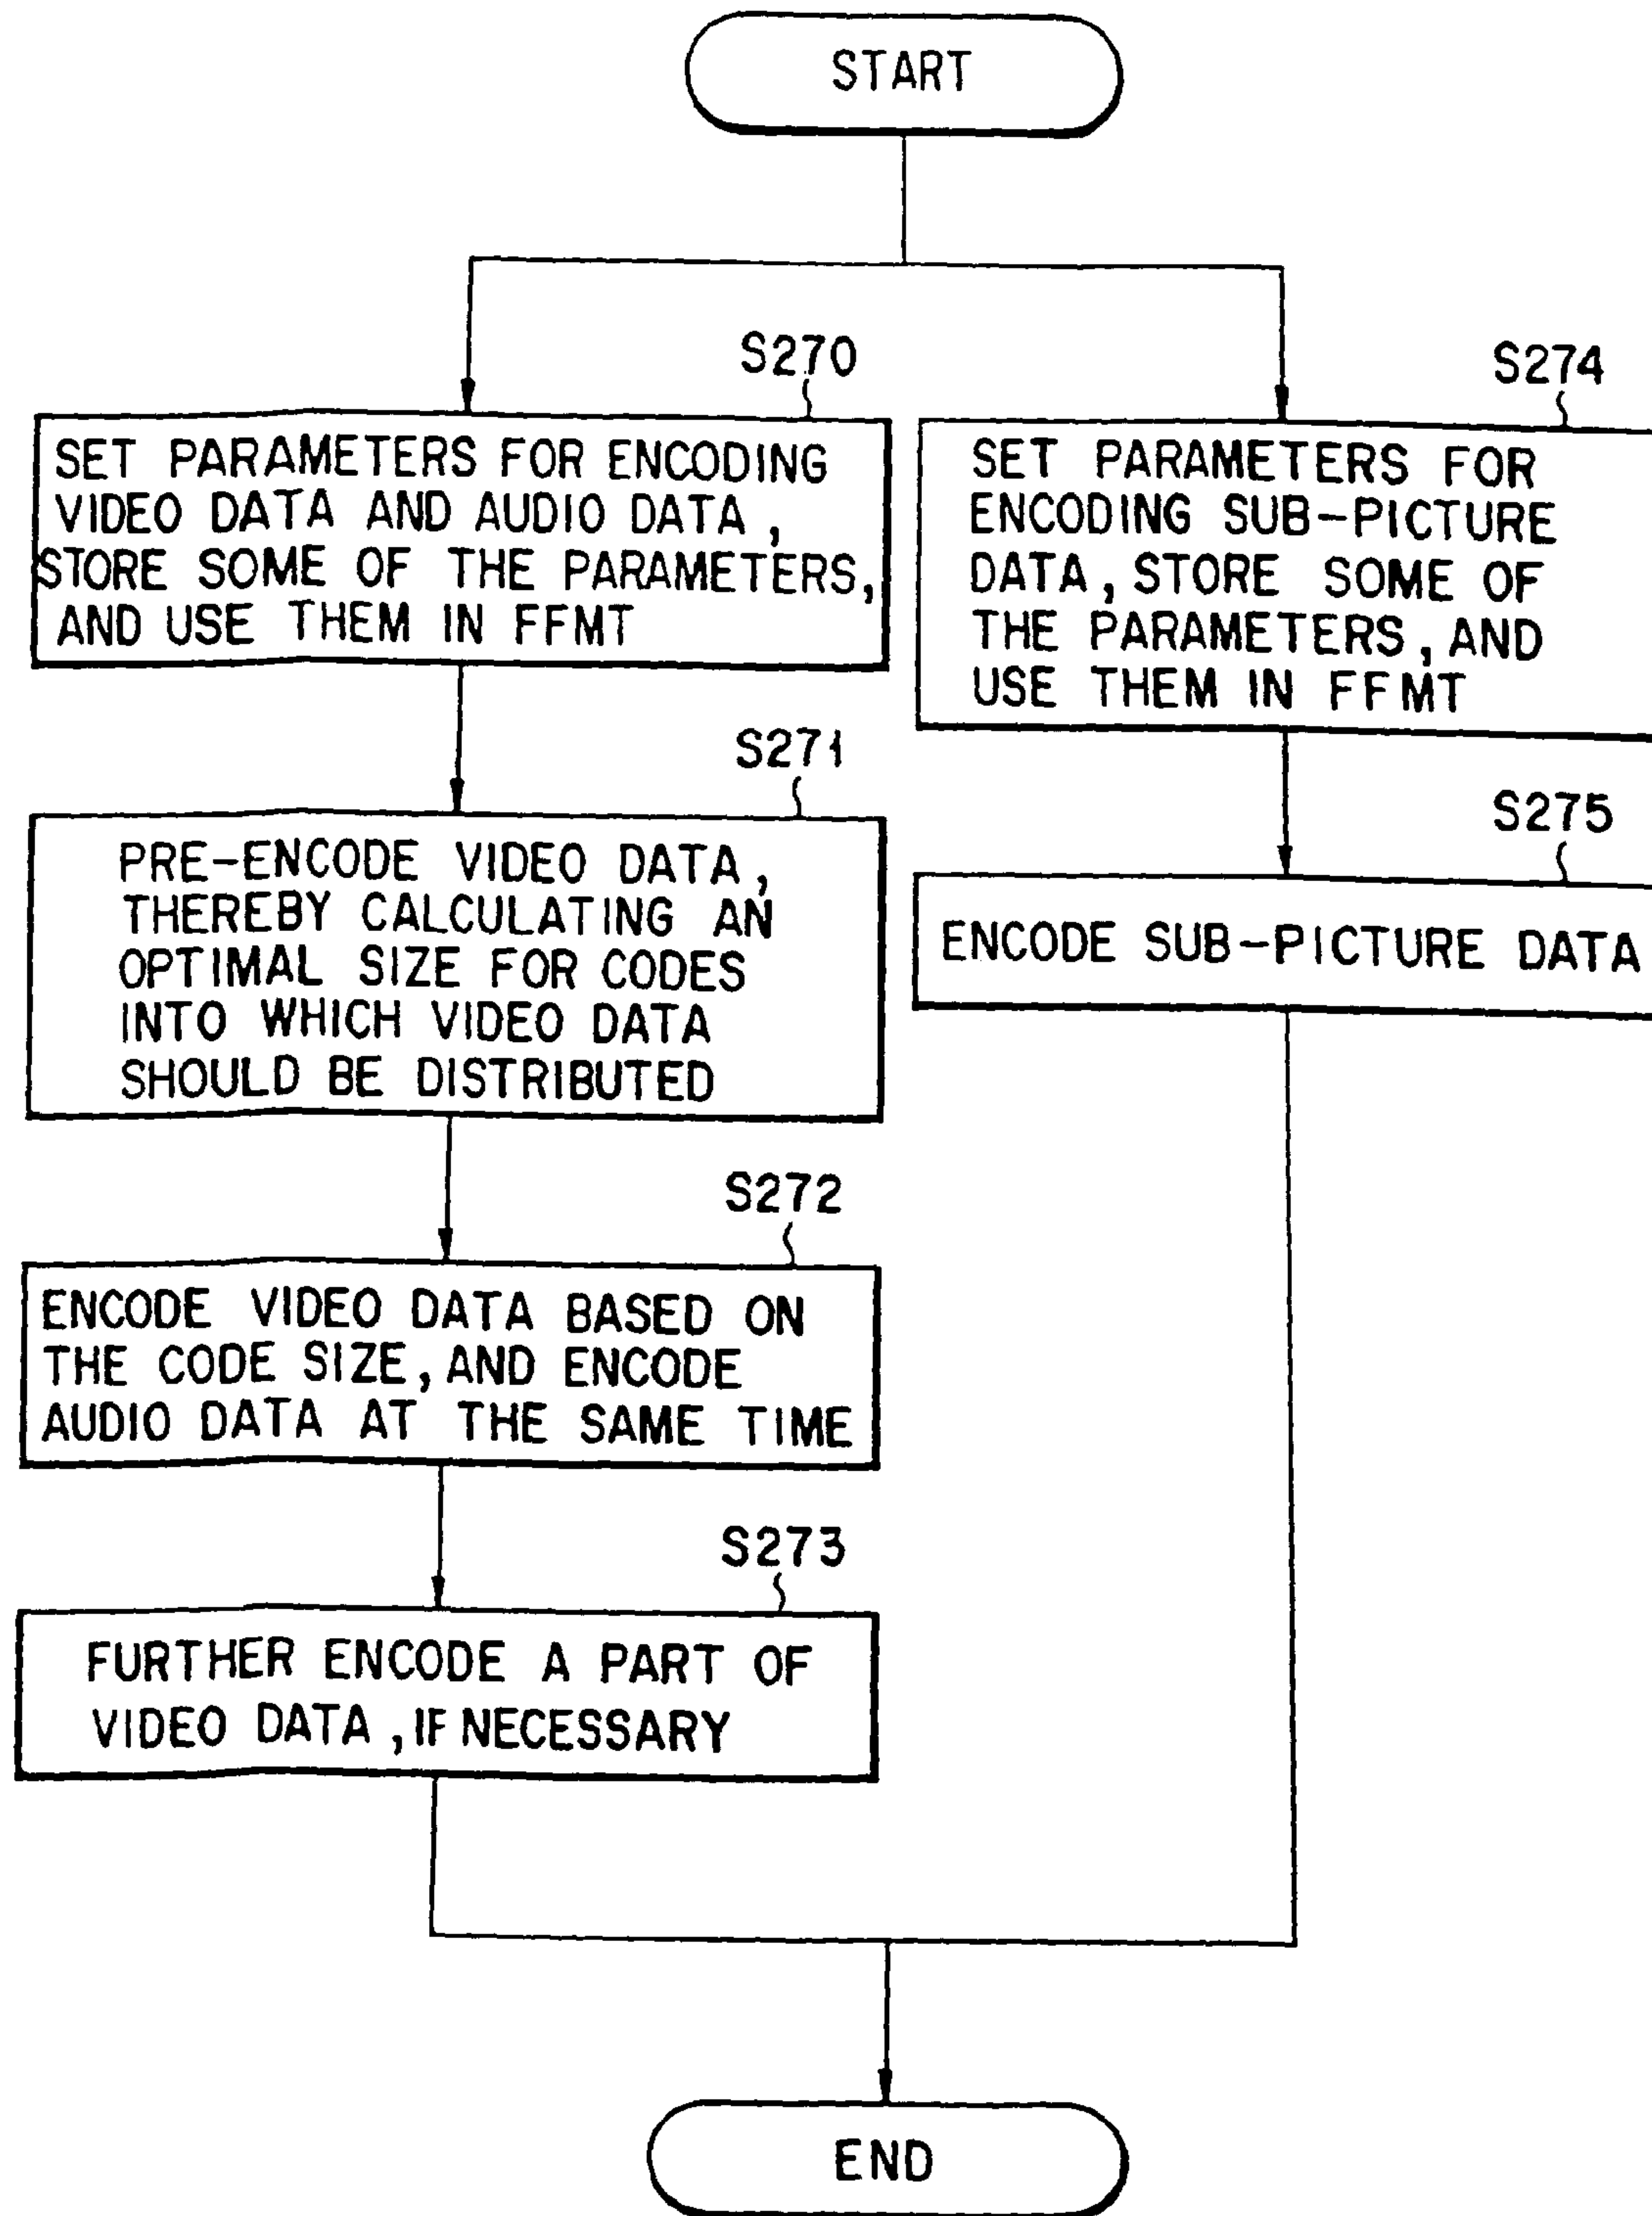 START
S270
SET PARAMETERS FOR ENCODING
VIDEO DATA AND AUDIO DATA,
STORE SOME OF THE PARAMETERS,
AND USE THEM IN FFMT
S271
PRE-ENCODE VIDEO DATA,
THEREBY CALCULATING AN
OPTIMAL SIZE FOR CODES
INTO WHICH VIDEO DATA
SHOULD BE DISTRIBUTED
S272
ENCODE VIDEO DATA BASED ON
THE CODE SIZE, AND ENCODE
AUDIO DATA AT THE SAME TIME
S273
FURTHER ENCODE A PART OF
VIDEO DATA, IF NECESSARY
S274
SET PARAMETERS FOR
ENCODING SUB-PICTURE
DATA, STORE SOME OF
THE PARAMETERS, AND
USE THEM IN FFMT
S275
ENCODE SUB-PICTURE DATA
END